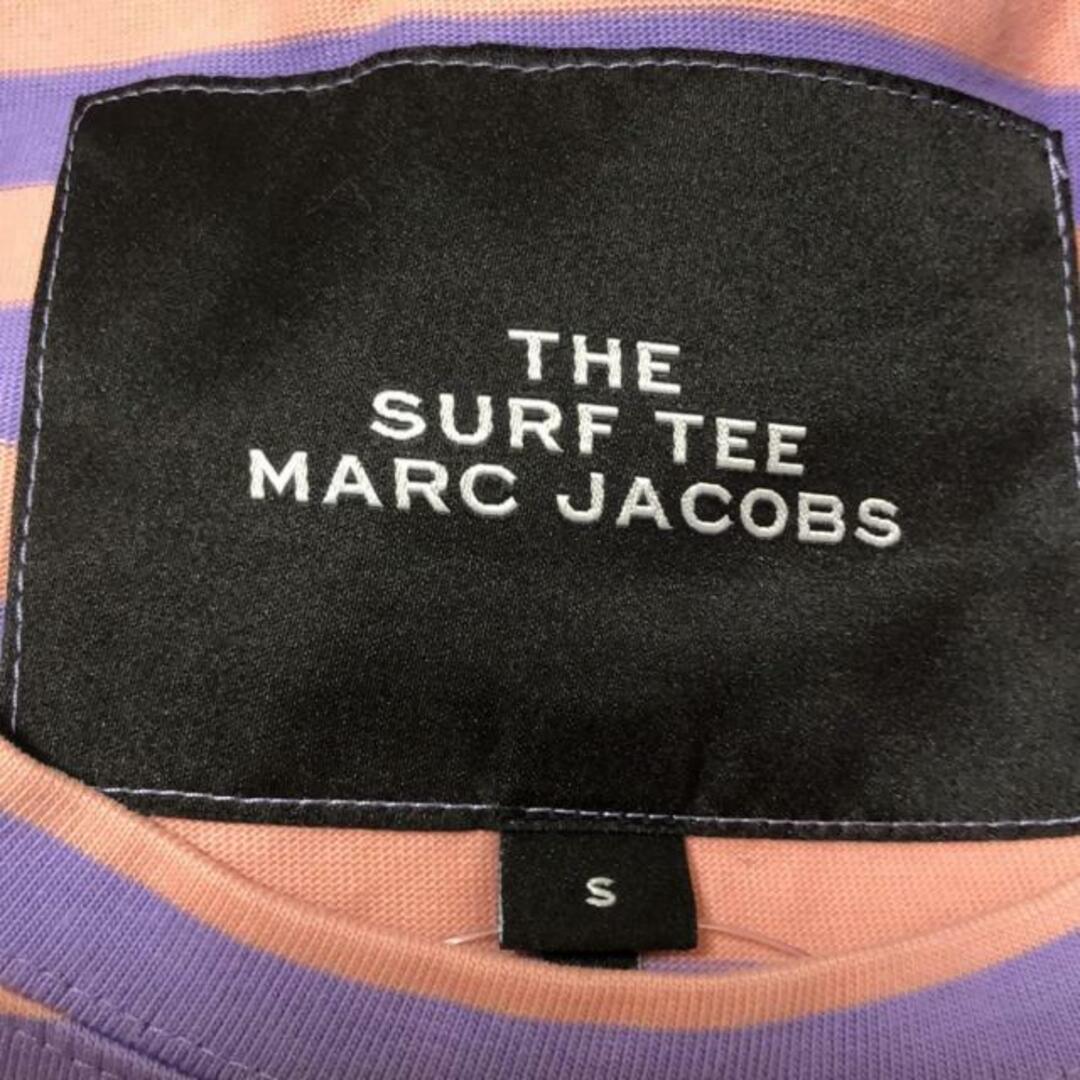 THE
SURF TEE
MARC JACOBS
S